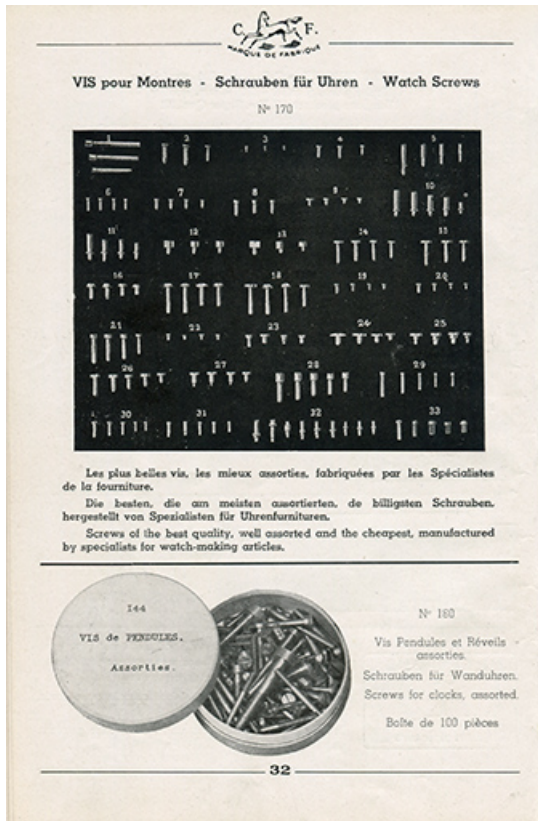 C. F.
MARQUE DE FABRIQUE
VIS pour Montres - Schrauben für Uhren - Watch Screws
Nº 170
1 2 3 4 5
6 7 8 9 10
11 12 13 14 15
16 17 18 19 20
21 22 23 24 25
26 27 28 29
30 31 32 33
Les plus belles vis, les mieux assorties, fabriquées par les Spécialistes
de la fourniture.
Die besten, die am meisten assortierten, de billigsten Schrauben,
hergestellt von Spezialisten für Uhrenfurnituren.
Screws of the best quality, well assorted and the cheapest, manufactured
by specialists for watch-making articles.
144
VIS de PENDULES.
Assorties.
Nº 180
Vis Pendules et Réveils
assorties.
Schrauben für Wanduhren.
Screws for clocks, assorted.
Boîte de 100 pièces
32